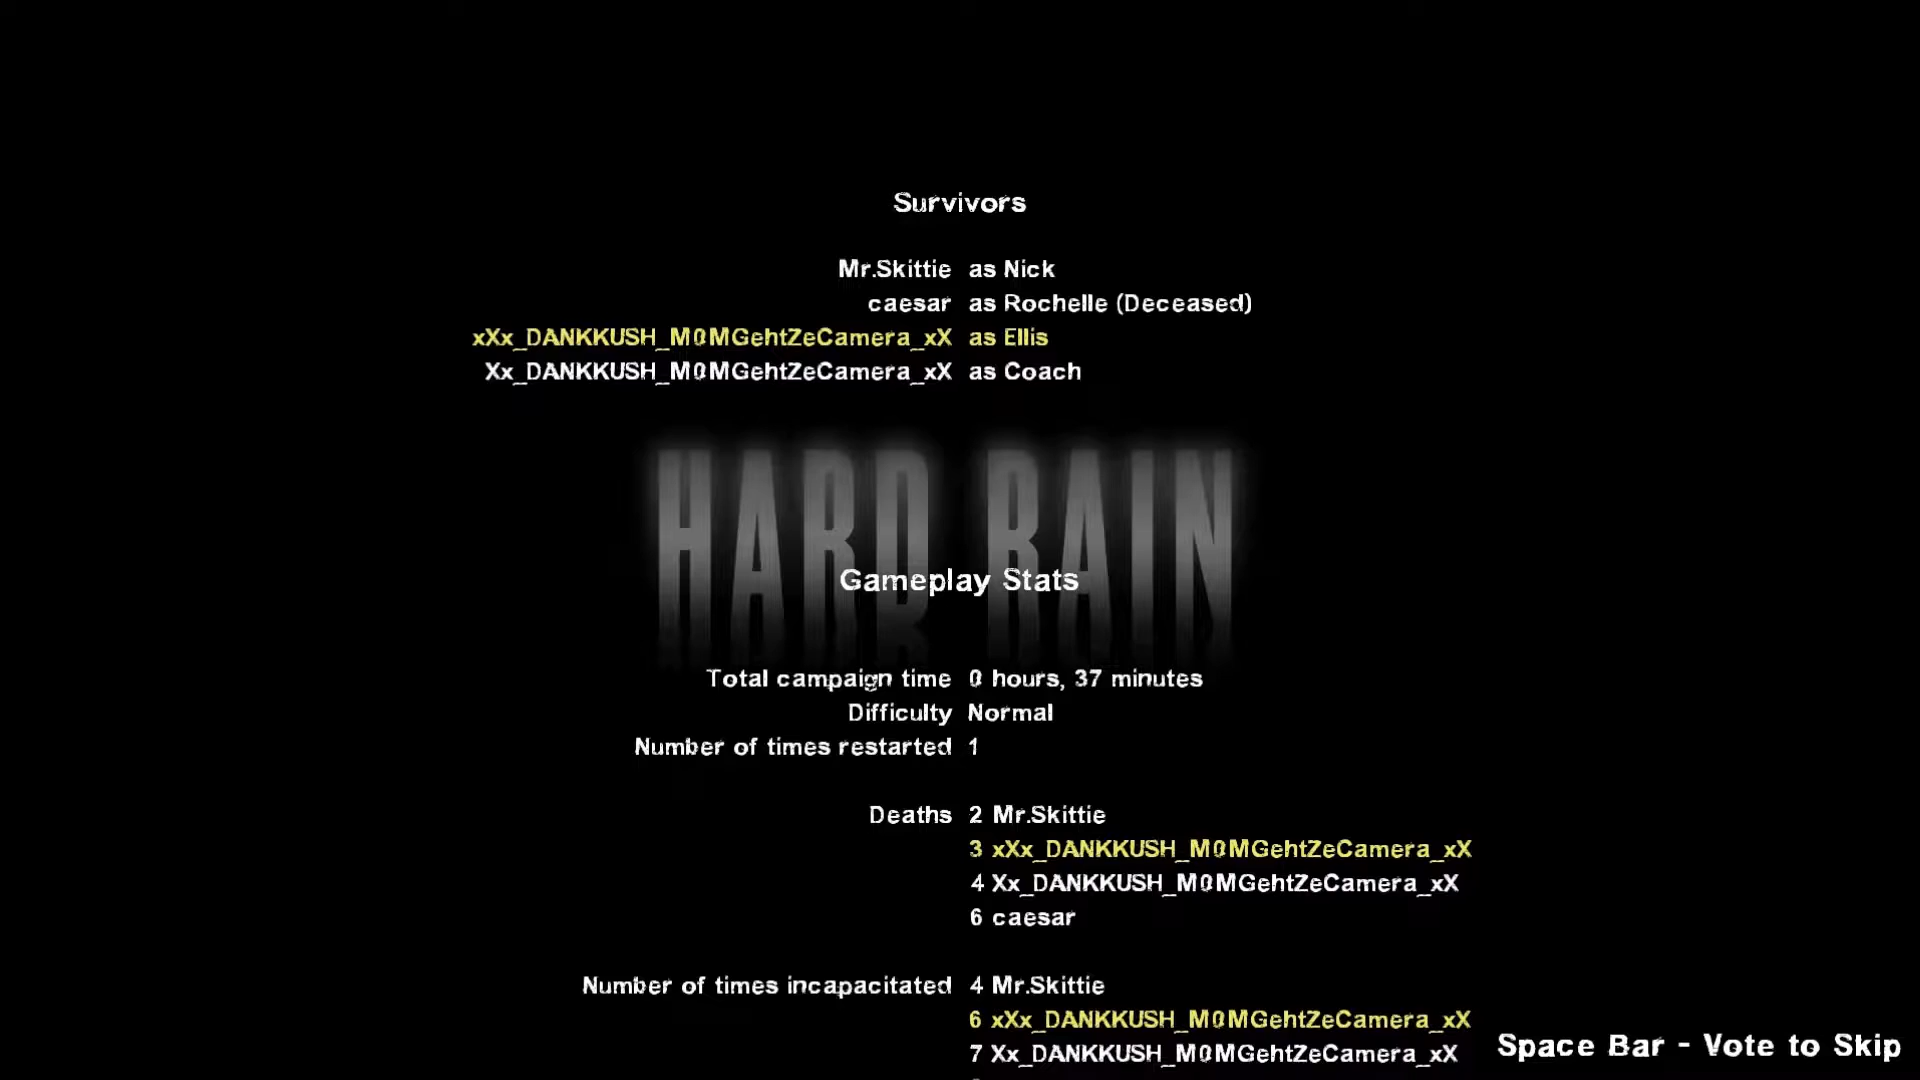 Survivors
Mr.Skittie as Nick
caesar as Rochelle (Deceased)
xXx_DANKKUSH_M0MGehtZeCamera_xX as Ellis
Xx_DANKKUSH_M0MGehtZeCamera_xX as Coach
HARD RAIN
Gameplay Stats
Total campaign time 0 hours, 37 minutes
Difficulty Normal
Number of times restarted 1
Deaths 2 Mr.Skittie
3 xXx_DANKKUSH_M0MGehtZeCamera_xX
4 Xx_DANKKUSH_M0MGehtZeCamera_xX
6 caesar
Number of times incapacitated 4 Mr.Skittie
6 xXx_DANKKUSH_M0MGehtZeCamera_xX
7 Xx_DANKKUSH_M0MGehtZeCamera_xX
Space Bar - Vote to Skip